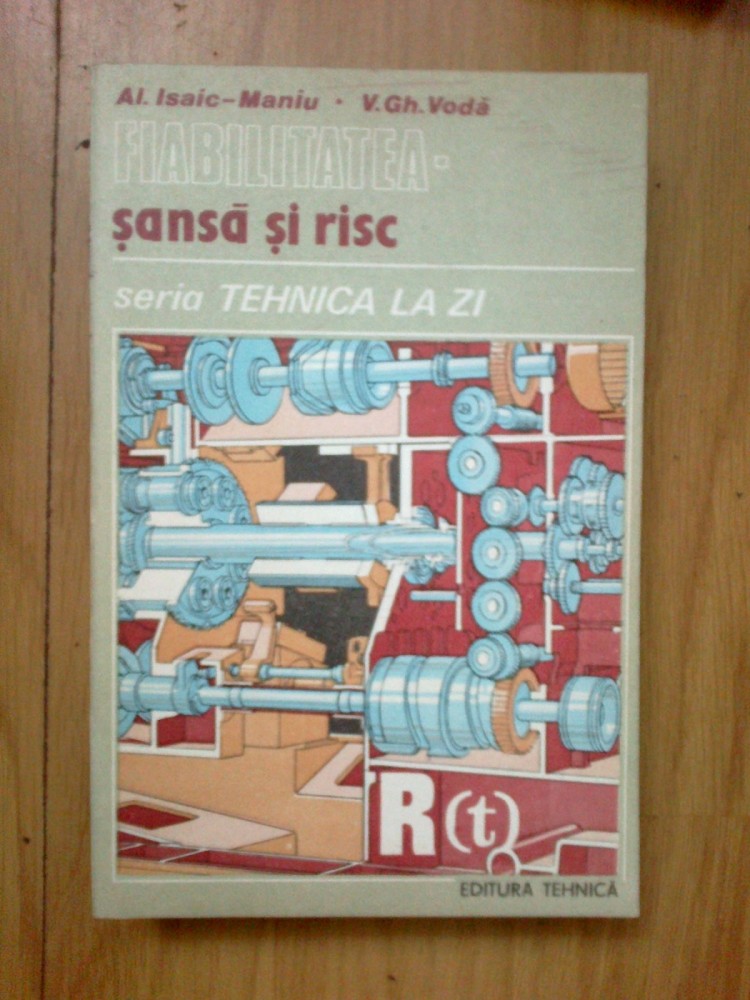 Al. Isaic-Maniu • V. Gh. Vodă
FIABILITATEA-
șansă și risc
seria TEHNICA LA ZI
R(t)
EDITURA TEHNICĂ